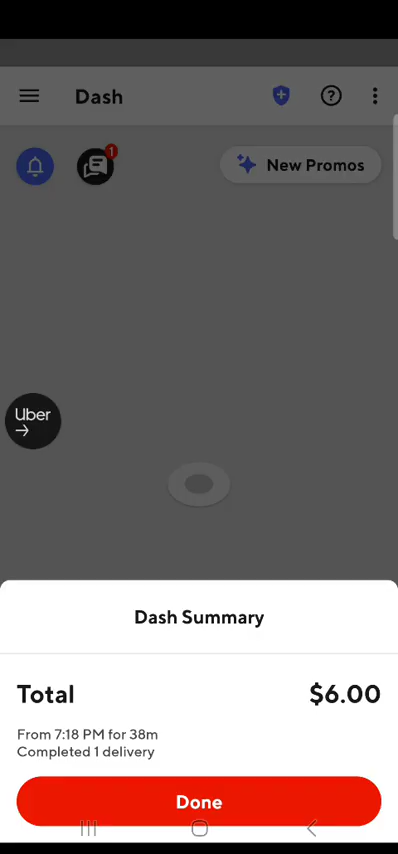 Dash
1
New Promos
Uber
Dash Summary
Total $6.00
From 7:18 PM for 38m
Completed 1 delivery
Done